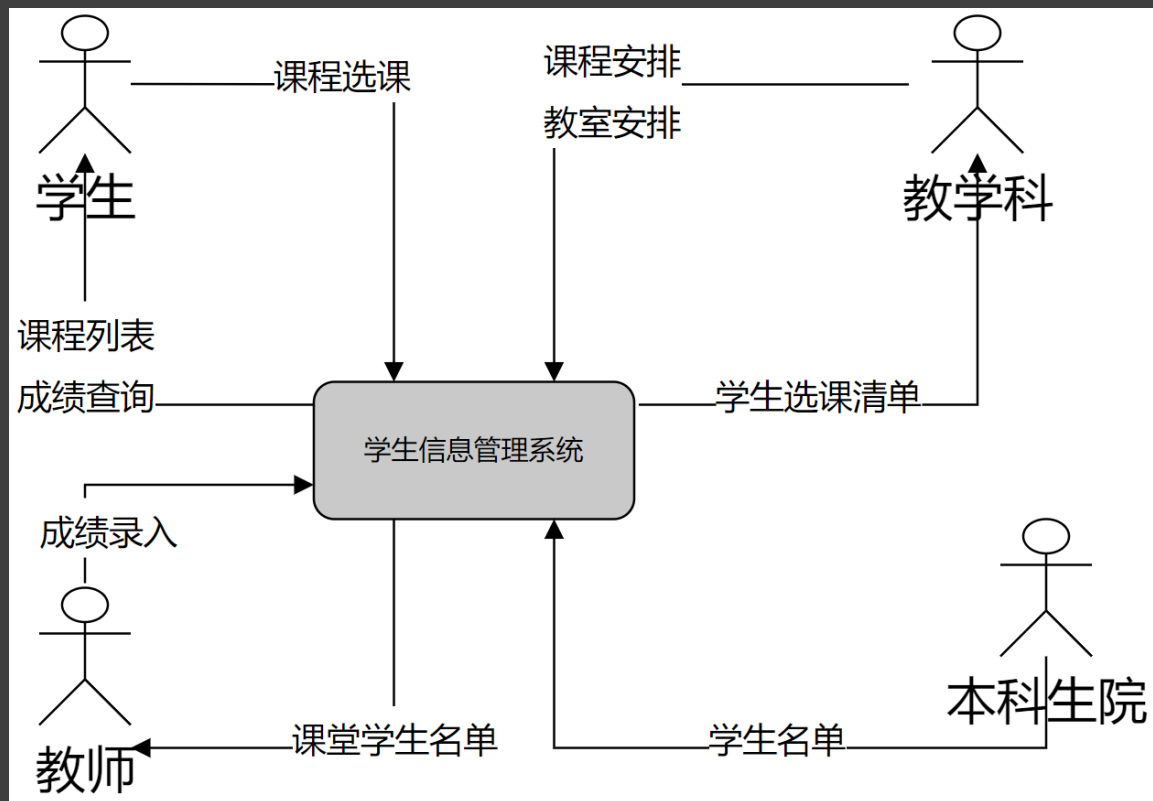 课程选课
课程安排
教室安排
学生
教学科
课程列表
成绩查询
学生选课清单
学生信息管理系统
成绩录入
本科生院
教师
课堂学生名单
学生名单